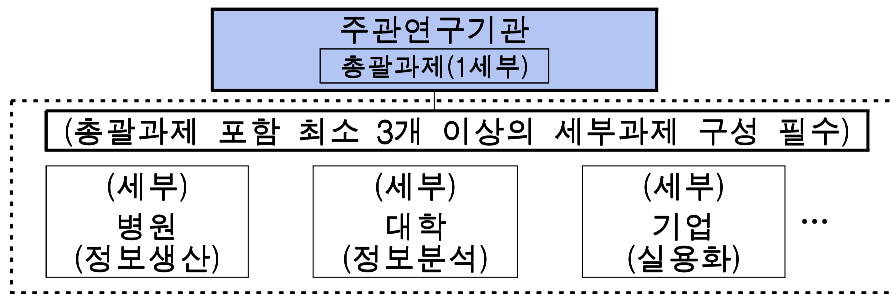 주관연구기관
총괄과제(1세부)
(총괄과제 포함 최소 3개 이상의 세부과제 구성 필수)
(세부)
병원
(정보생산)
(세부)
대학
(정보분석)
(세부)
기업
(실용화)
…